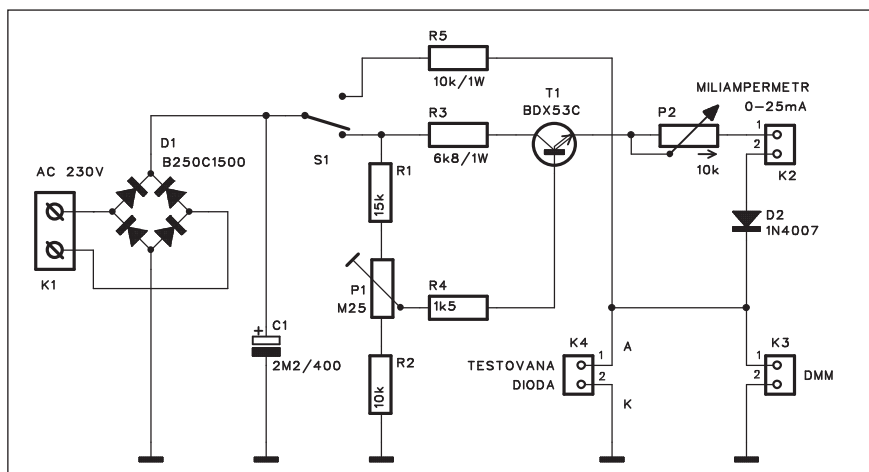 R5
10k/1W
T1
BDX53C
MILIAMPERMETR
0-25mA
D1
B250C1500
AC 230V
K1
S1
R3
6k8/1W
P2
10k
1
2
K2
R1
15k
D2
1N4007
P1
M25
R4
1k5
C1
+
2M2/400
R2
10k
K4
TESTOVANA
DIODA
1
2
A
K
K3
1
2
DMM